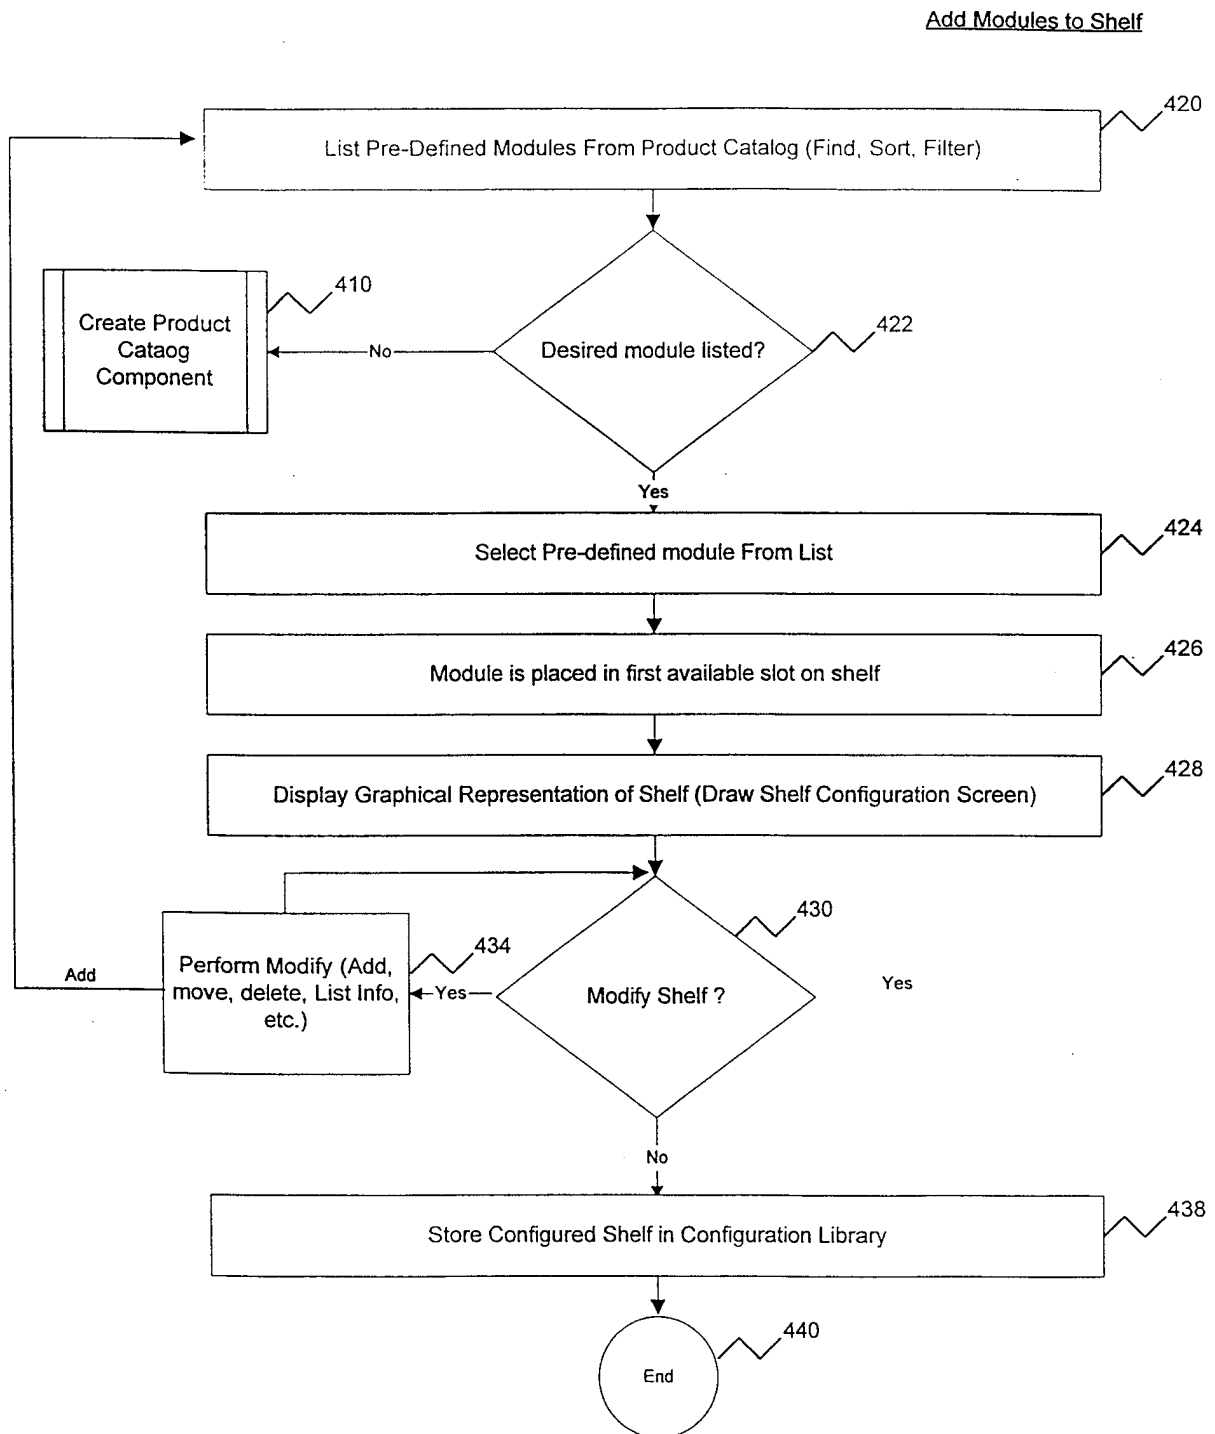 Add Modules to Shelf
420
List Pre-Defined Modules From Product Catalog (Find, Sort, Filter)
410
Create Product
Cataog
Component
No
Desired module listed?
422
Yes
424
Select Pre-defined module From List
426
Module is placed in first available slot on shelf
428
Display Graphical Representation of Shelf (Draw Shelf Configuration Screen)
430
434
Add
Perform Modify (Add,
move, delete, List Info,
etc.)
Yes
Modify Shelf ?
Yes
No
438
Store Configured Shelf in Configuration Library
440
End